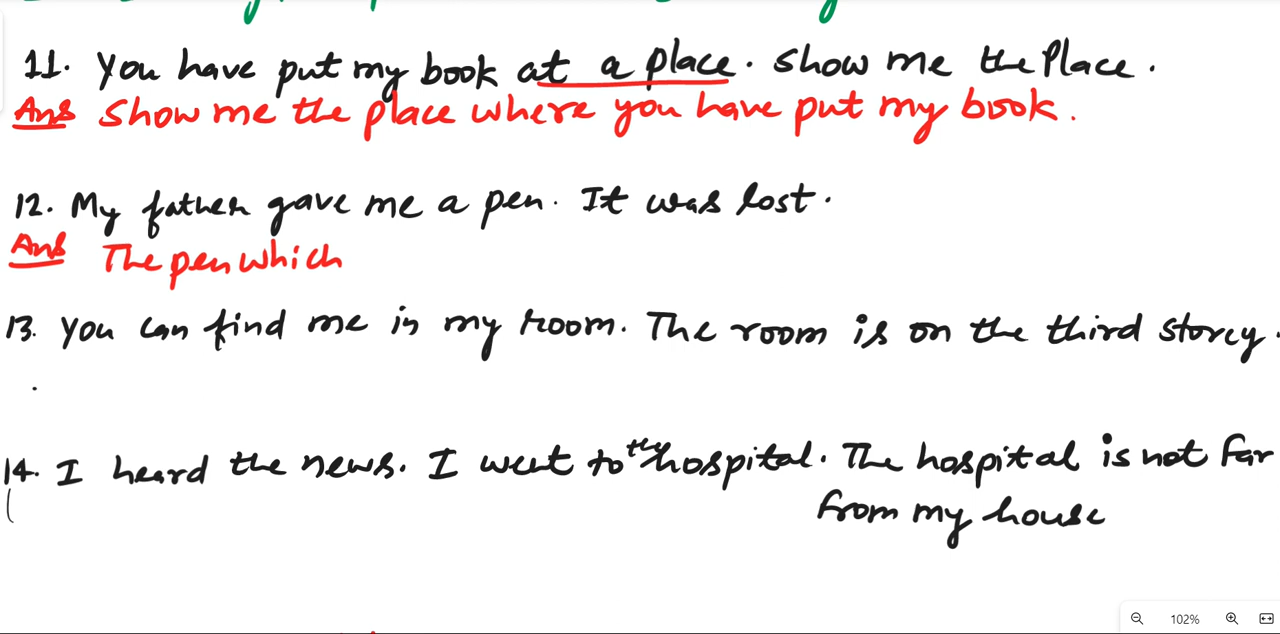 11. You have put my book at a place. Show me the Place.
Ans Show me the place where you have put my book.
12. My father gave me a pen. It was lost.
Ans The pen which
13. You can find me in my room. The room is on the third storey.
14. I heard the news. I went to the hospital. The hospital is not far
from my house
102%